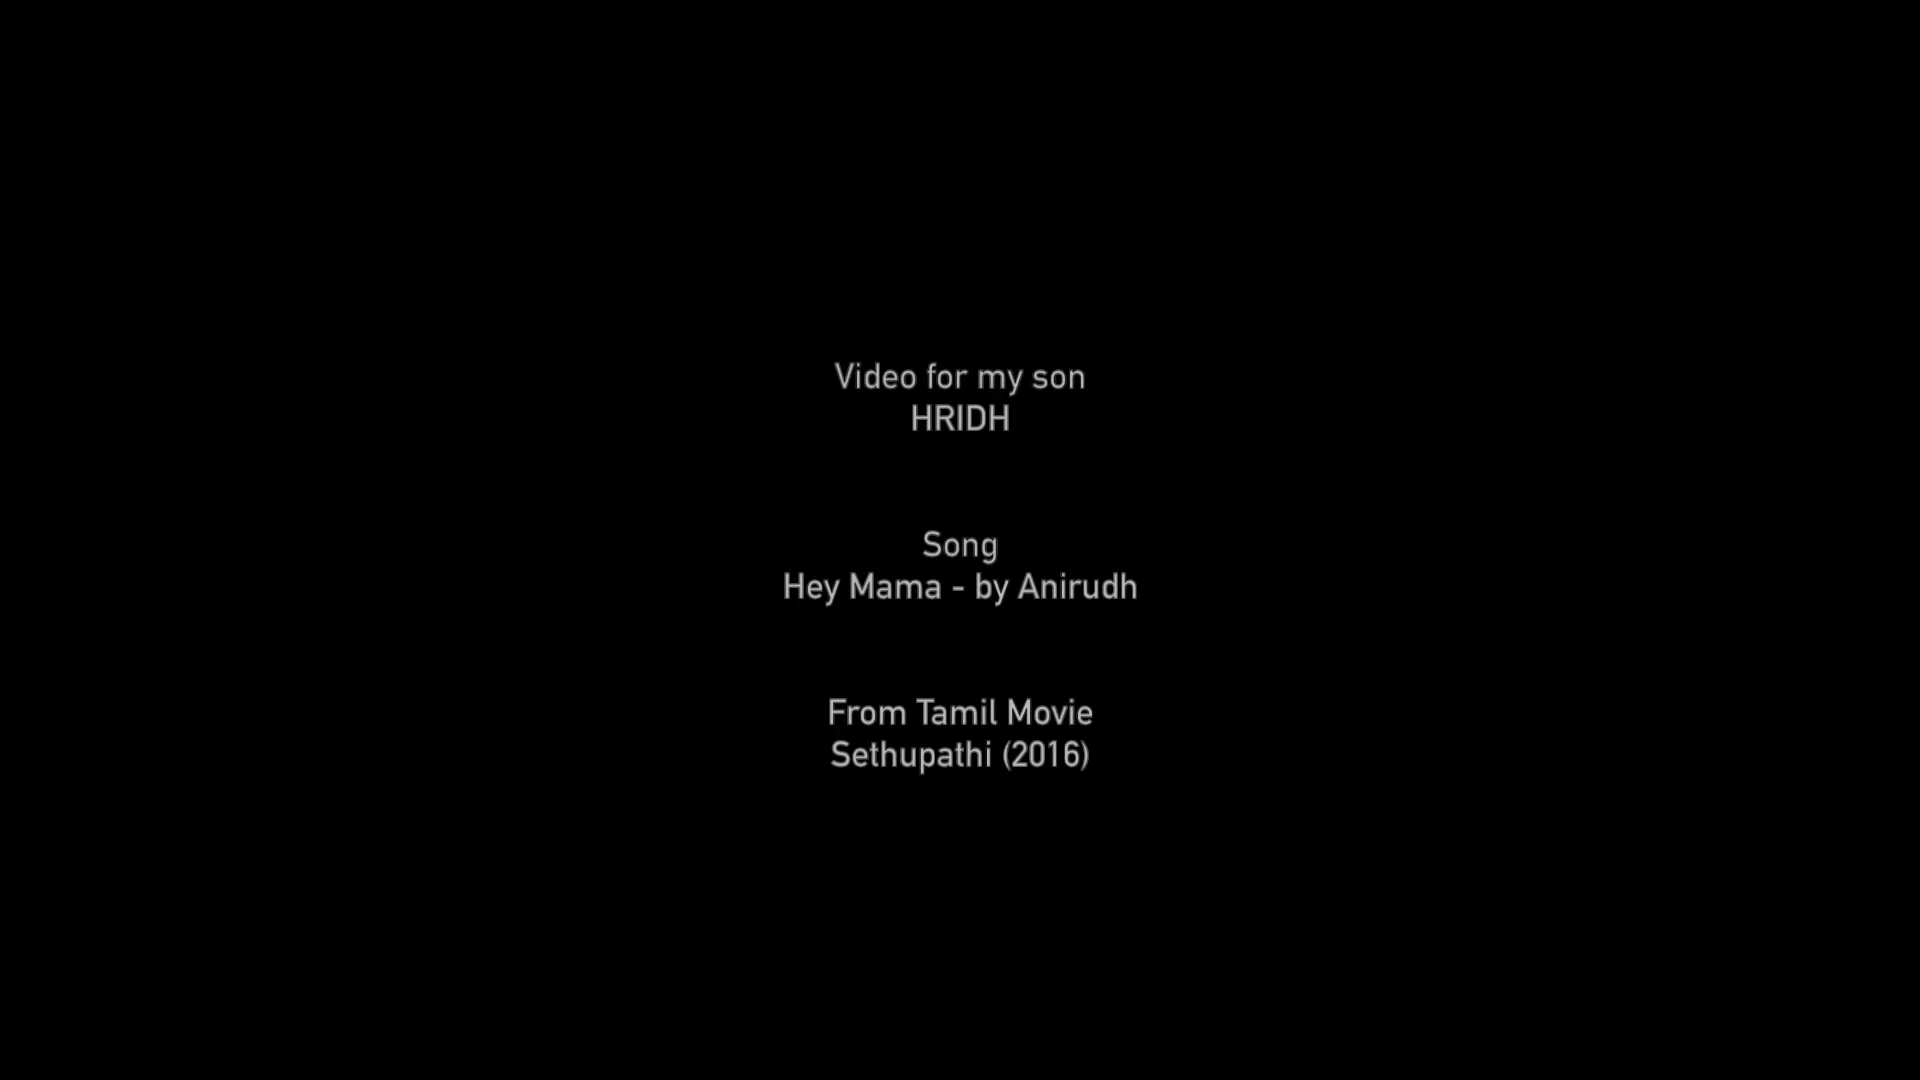 Video for my son
HRIDH
Song
Hey Mama - by Anirudh
From Tamil Movie
Sethupathi (2016)